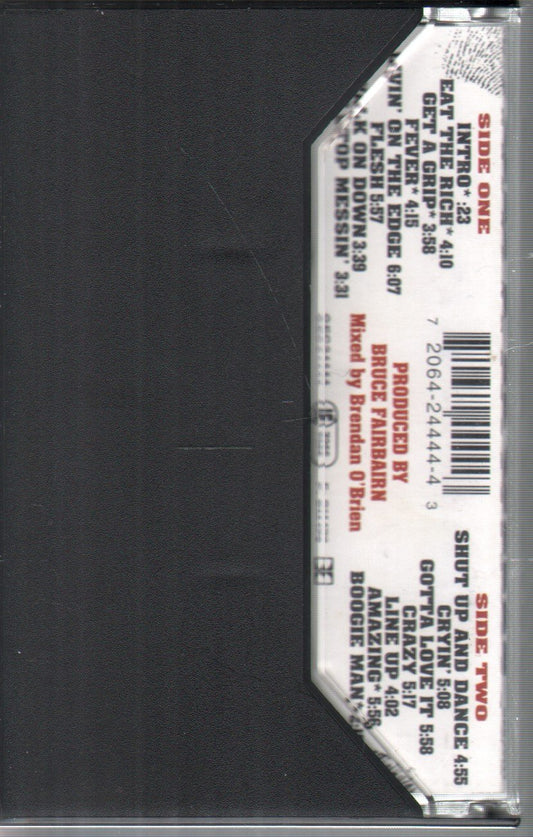 SIDE ONE
INTRO* :23
EAT THE RICH* 4:10
GET A GRIP* 3:58
FEVER* 4:15
ON THE EDGE 6:07
FLESH 5:57
ON DOWN 3:39
MESSIN' 3:31
7 2064-24444-4 3
PRODUCED BY
BRUCE FAIRBAIRN
Mixed by Brendan O'Brien
SIDE TWO
SHUT UP AND DANCE 4:55
CRYIN' 5:08
GOTTA LOVE IT 5:58
CRAZY 5:17
LINE UP 4:02
AMAZING* 5:56
BOOGIE MAN*